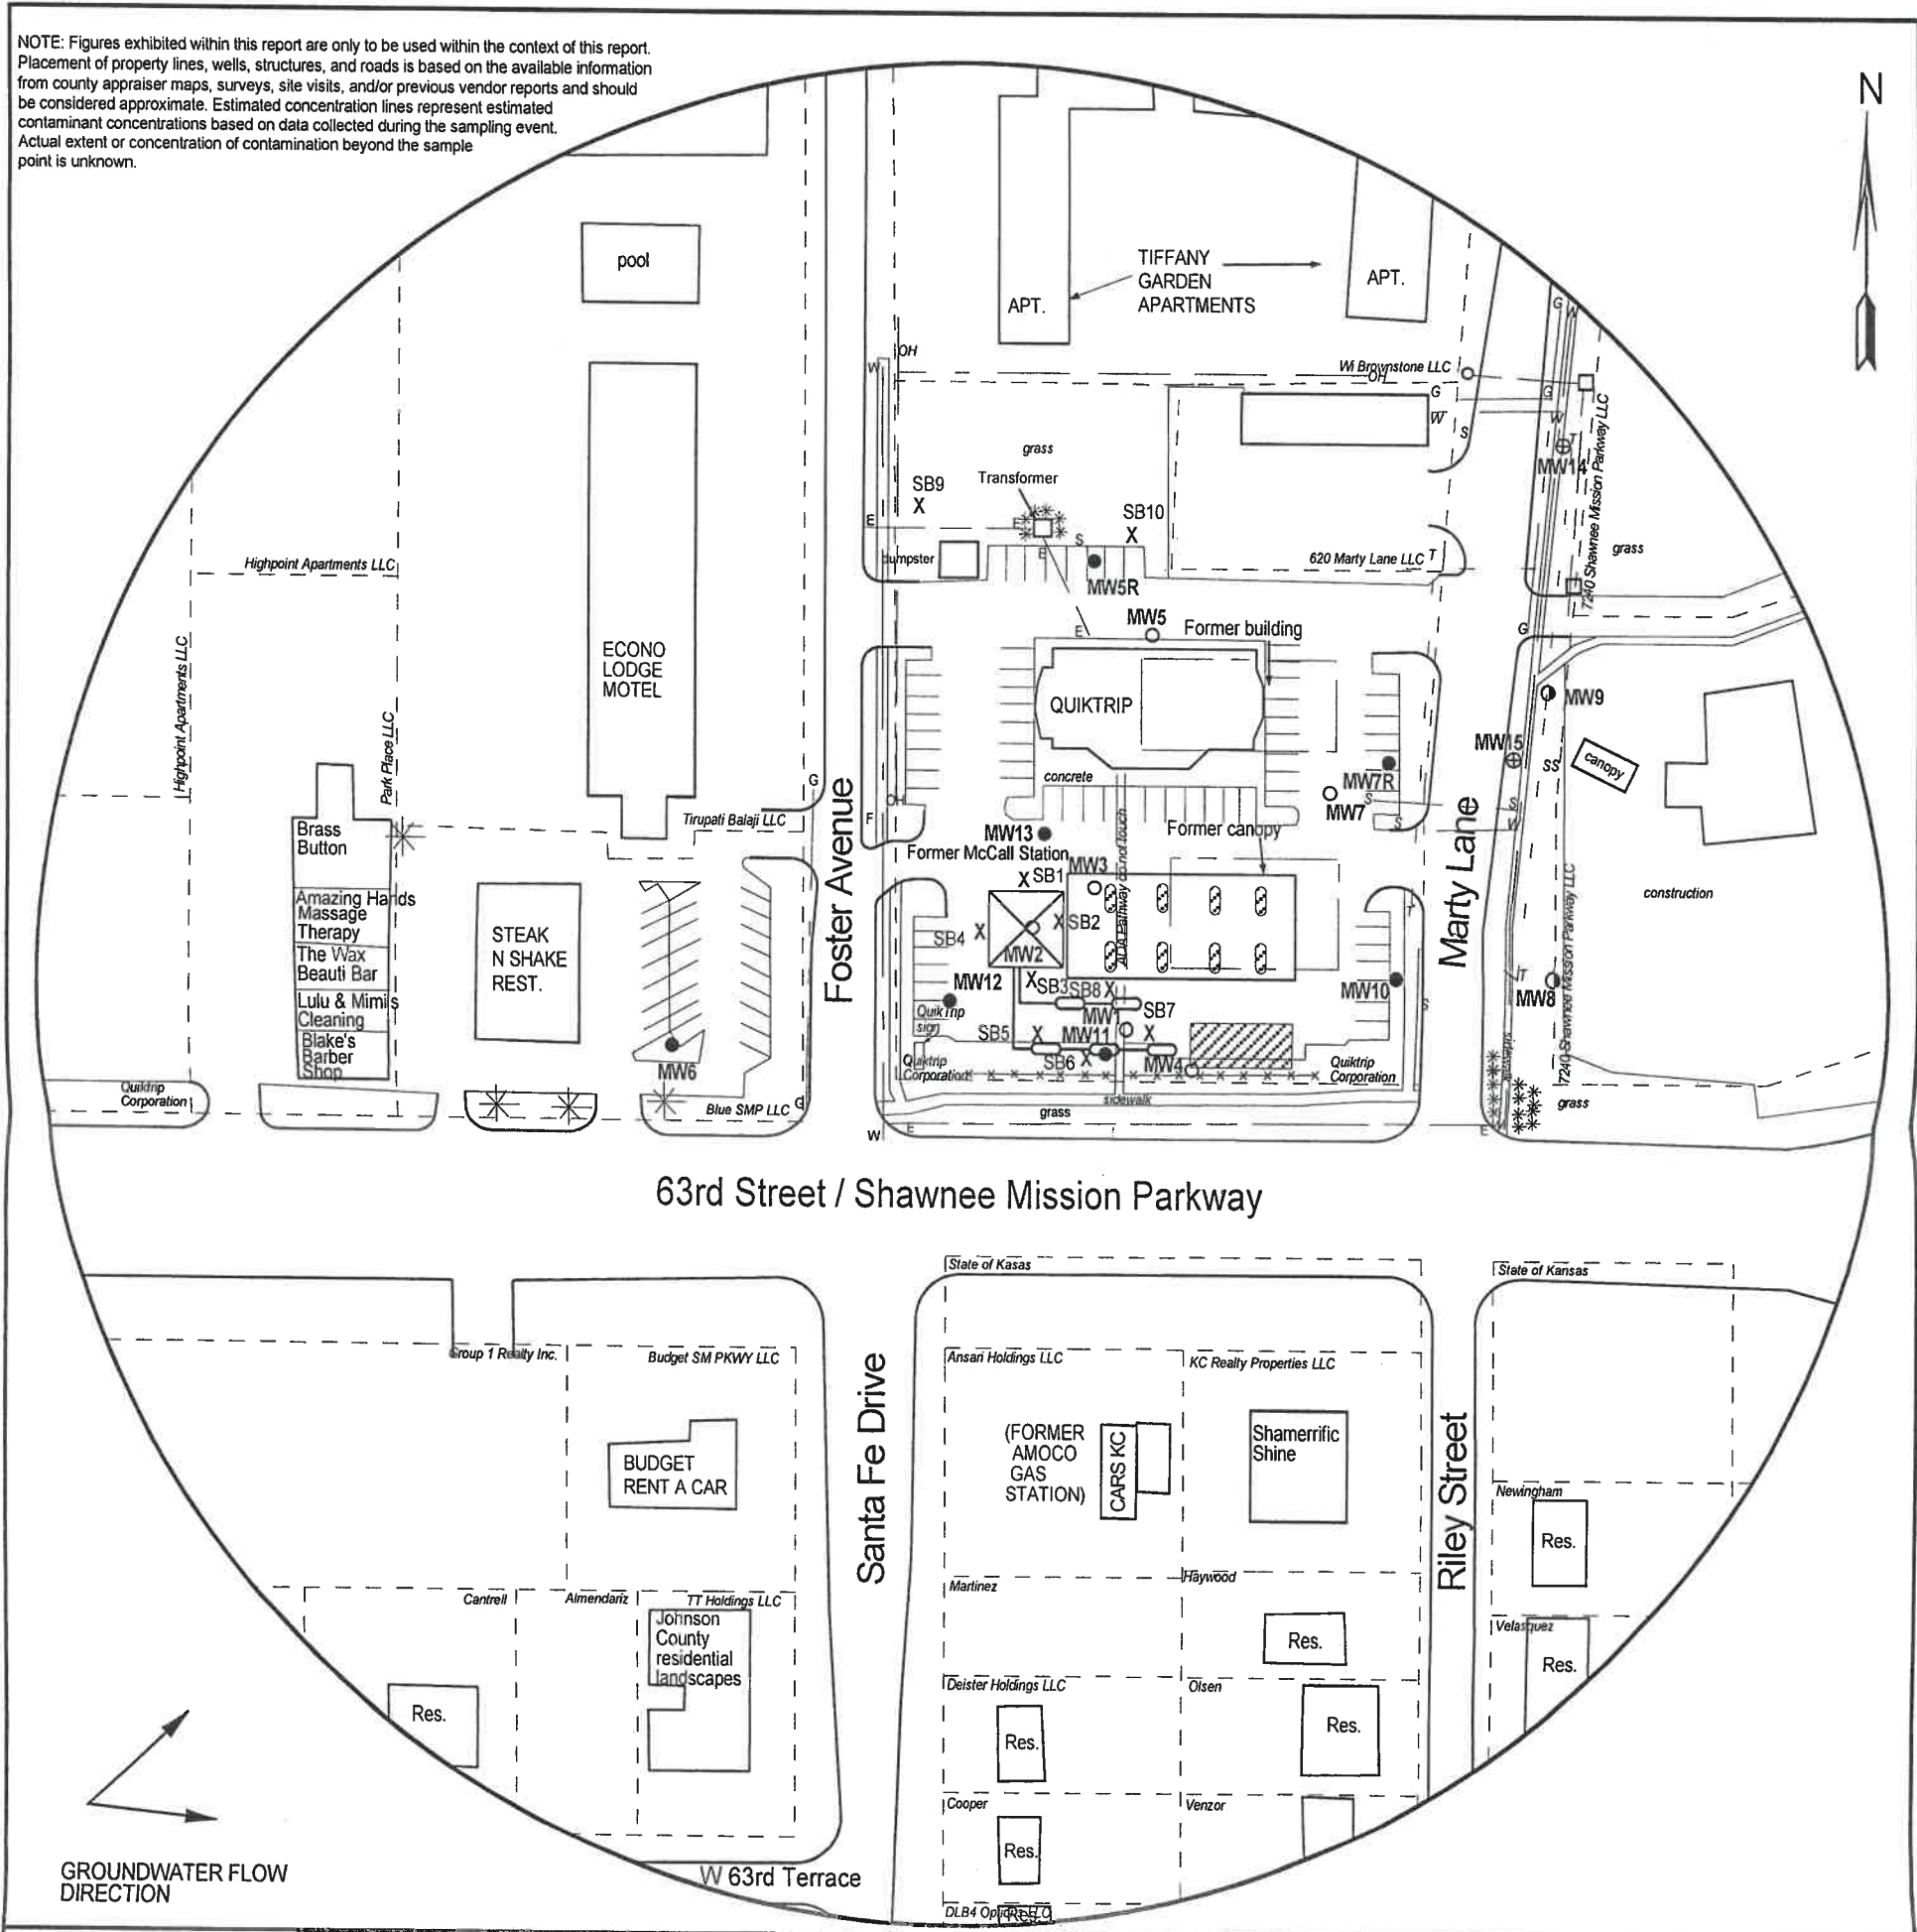 NOTE: Figures exhibited within this report are only to be used within the context of this report.
Placement of property lines, wells, structures, and roads is based on the available information
from county appraiser maps, surveys, site visits, and/or previous vendor reports and should
be considered approximate. Estimated concentration lines represent estimated
contaminant concentrations based on data collected during the sampling event.
Actual extent or concentration of contamination beyond the sample
point is unknown.
N
pool
TIFFANY
GARDEN
APARTMENTS
APT.
APT.
OH
W
Wi Brownstone LLC
OH
G
W
S
G
W
G
W
T
MW14
7240 Shawnee Mission Parkway LLC
grass
grass
Transformer
SB9
X
SB10
X
E
E
E
S
dumpster
MW5R
620 Marty Lane LLC
T
Highpoint Apartments LLC
Highpoint Apartments LLC
Park Place LLC
ECONO
LODGE
MOTEL
E
MW5
Former building
QUIKTRIP
concrete
G
MW9
MW15
SS
canopy
MW7R
MW7
S
S
S
W
G
OH
F
Tirupati Balaji LLC
Foster Avenue
Marty Lane
MW13
Former McCall Station
Former canopy
ADA Pathway do not touch
MW3
X SB1
X SB2
SB4 X
MW2
X SB3
SB8 X
MW1
SB7
X
MW12
SB5 X
MW11
SB6 X
MW4
MW10
T
S
Brass
Button
Amazing Hands
Massage
Therapy
The Wax
Beauti Bar
Lulu & Mimi's
Cleaning
Blake's
Barber
Shop
STEAK
N SHAKE
REST.
MW6
QuikTrip
sign
Quiktrip
Corporation
Quiktrip
Corporation
Quiktrip
Corporation
Blue SMP LLC
G
sidewalk
grass
W
E
construction
MW8
T
7240 Shawnee Mission Parkway LLC
sidewalk
grass
E
W
63rd Street / Shawnee Mission Parkway
State of Kasas
State of Kansas
Group 1 Realty Inc.
Budget SM PKWY LLC
Ansari Holdings LLC
KC Realty Properties LLC
Santa Fe Drive
Riley Street
BUDGET
RENT A CAR
(FORMER
AMOCO
GAS
STATION)
CARS KC
Shamerrific
Shine
Newingham
Res.
Cantrell
Almendariz
TT Holdings LLC
Martinez
Haywood
Johnson
County
residential
landscapes
Res.
Velasquez
Res.
Res.
Deister Holdings LLC
Olsen
Res.
Res.
Cooper
Venzor
Res.
GROUNDWATER FLOW
DIRECTION
W 63rd Terrace
Res.